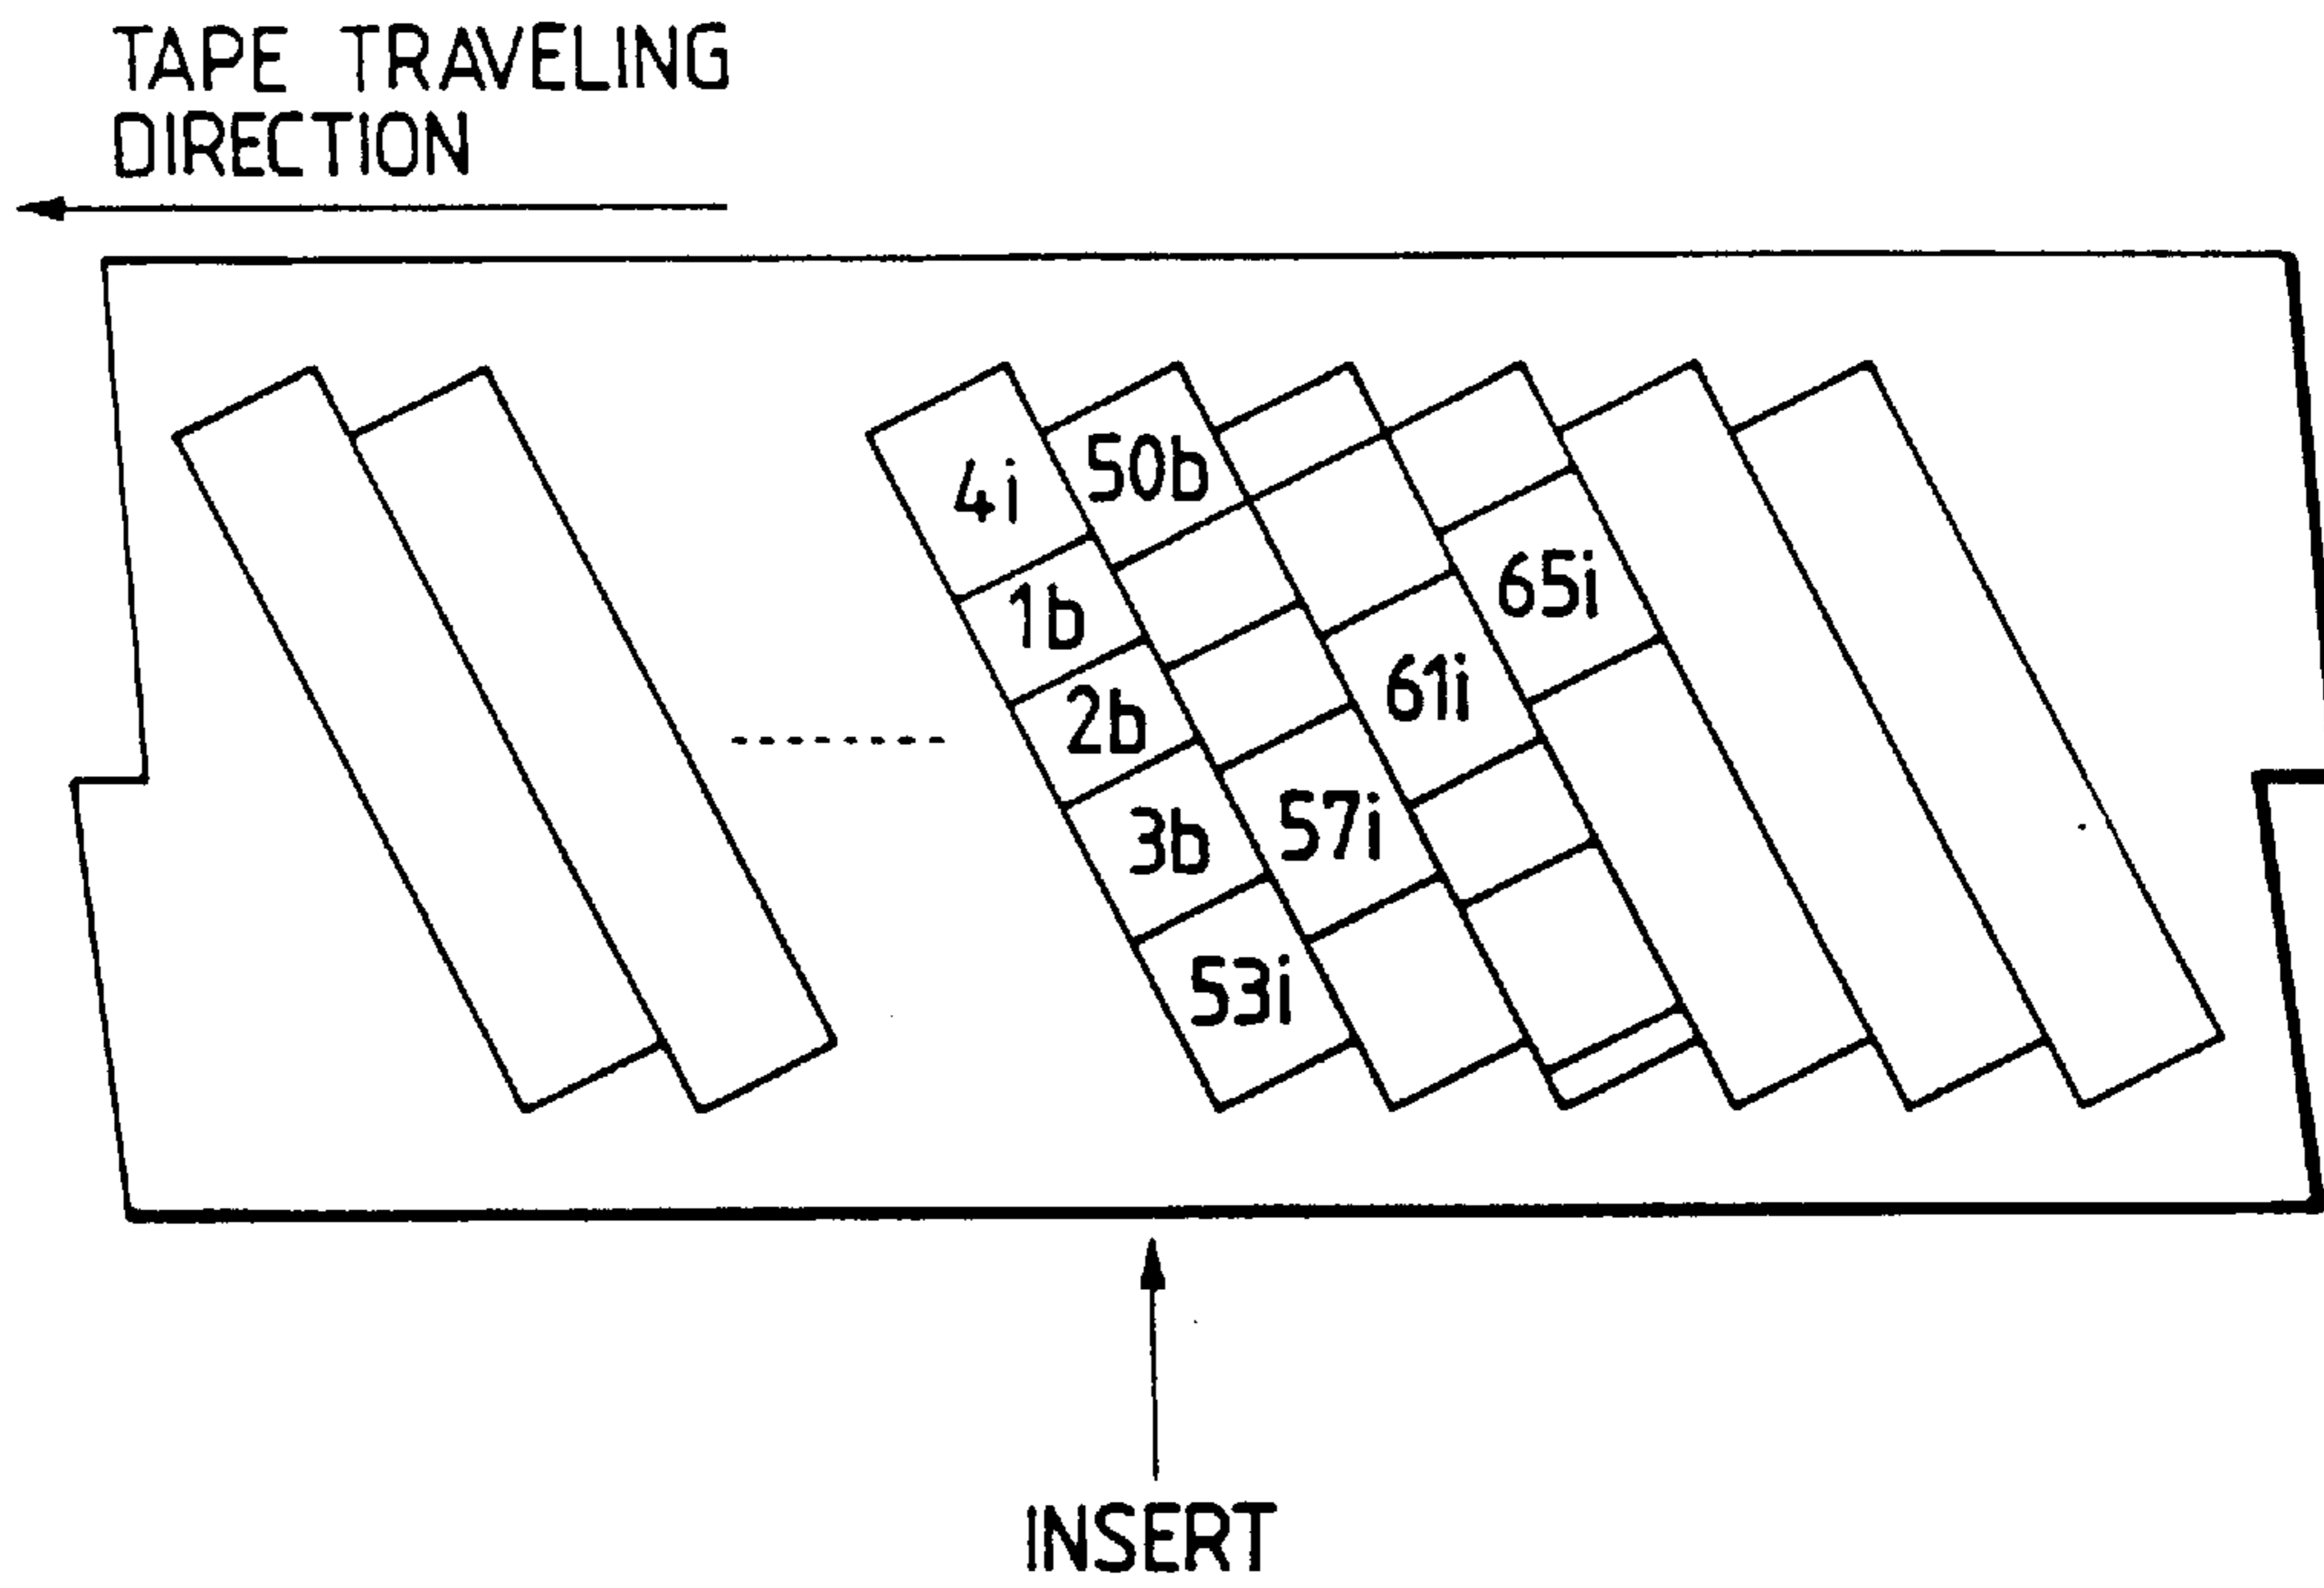 TAPE TRAVELING
DIRECTION
4i
50b
1b
65i
2b
61i
3b
57i
53i
INSERT